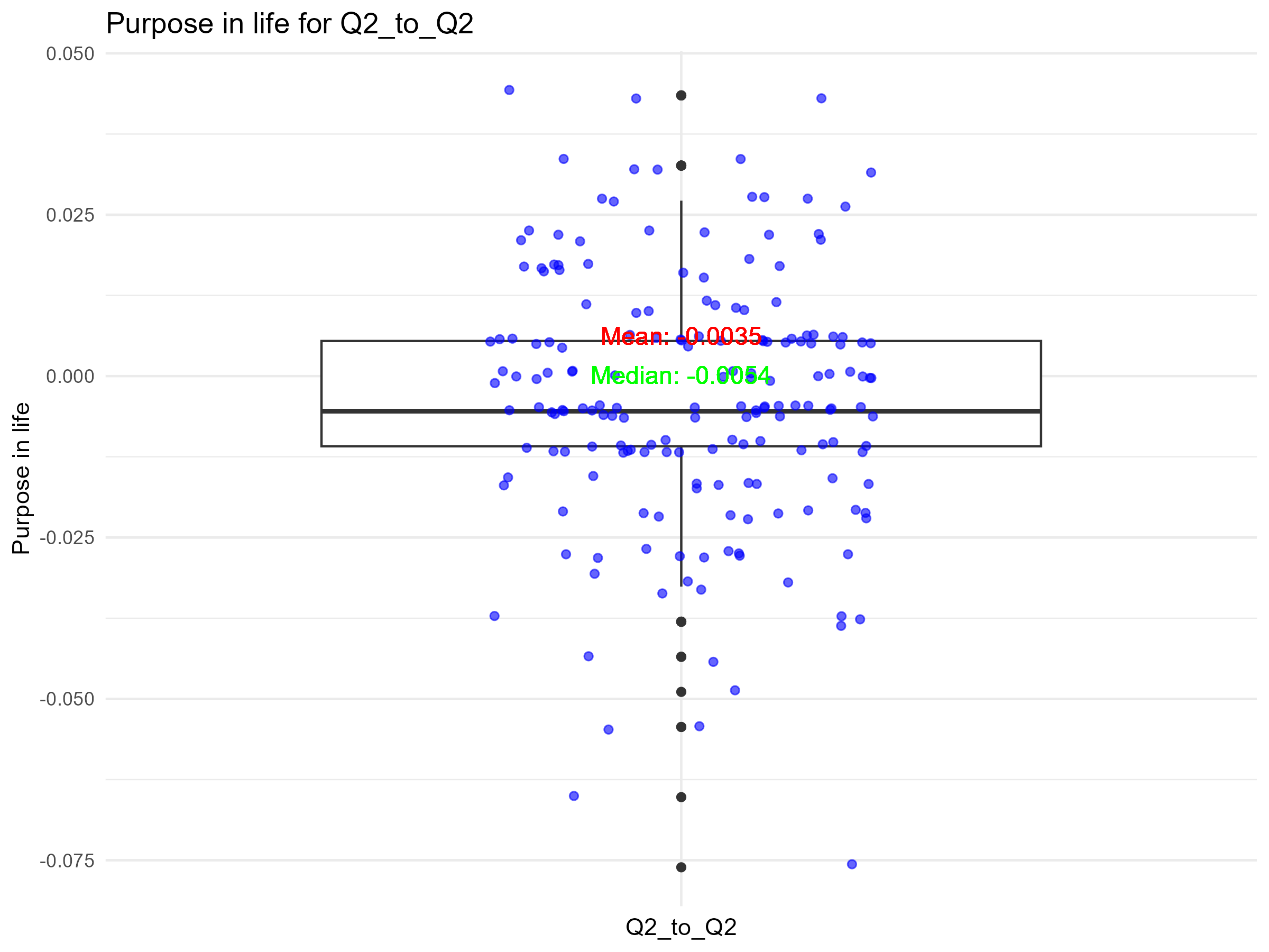 Purpose in life for Q2_to_Q2
Purpose in life
0.050
0.025
0.000
-0.025
-0.050
-0.075
Mean: -0.0035
Median: -0.0054
Q2_to_Q2